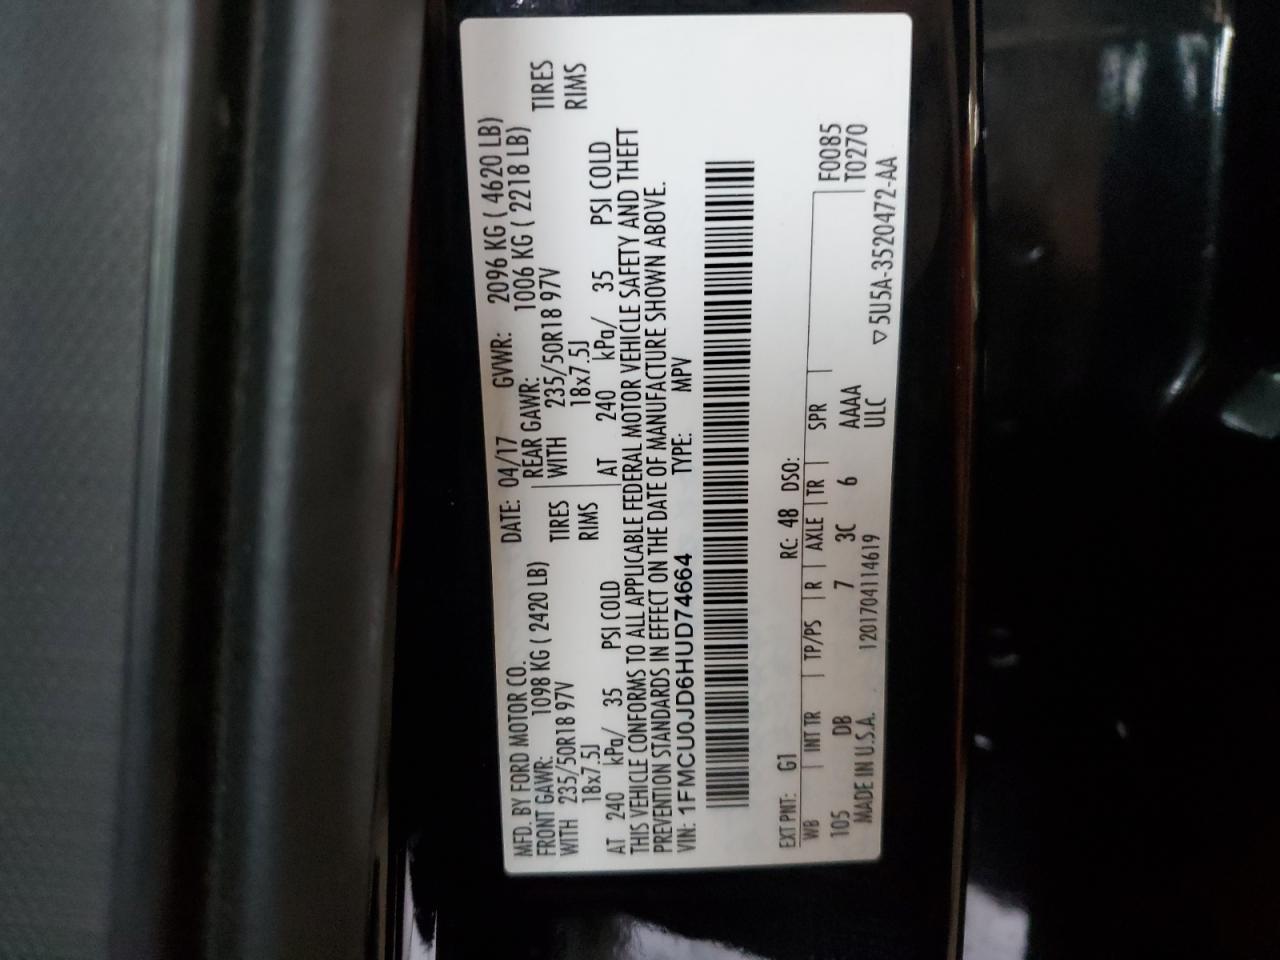 MFD. BY FORD MOTOR CO. DATE: 04/17 GVWR: 2096 KG ( 4620 LB)
FRONT GAWR: 1098 KG ( 2420 LB) REAR GAWR: 1006 KG ( 2218 LB)
WITH 235/50R18 97V TIRES WITH 235/50R18 97V TIRES
18x7.5J RIMS 18x7.5J RIMS
AT 240 kPa/ 35 PSI COLD AT 240 kPa/ 35 PSI COLD
THIS VEHICLE CONFORMS TO ALL APPLICABLE FEDERAL MOTOR VEHICLE SAFETY AND THEFT
PREVENTION STANDARDS IN EFFECT ON THE DATE OF MANUFACTURE SHOWN ABOVE.
VIN: 1FMCU0JD6HUD74664 TYPE: MPV
EXT PNT: G1 RC: 48 DSO:
WB INT TR TP/PS R AXLE TR SPR F0085
105 DB 7 3C 6 AAAA T0270
MADE IN U.S.A. 1201704114619 ULC ▽ 5U5A-3520472-AA